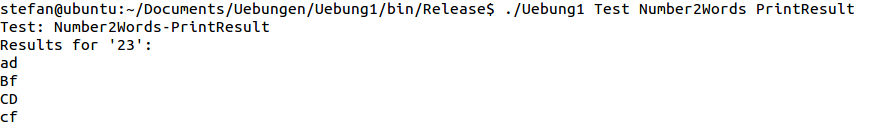 stefan@ubuntu:~/Documents/Uebungen/Uebung1/bin/Release$ ./Uebung1 Test Number2Words PrintResult
Test: Number2Words-PrintResult
Results for '23':
ad
Bf
CD
cf